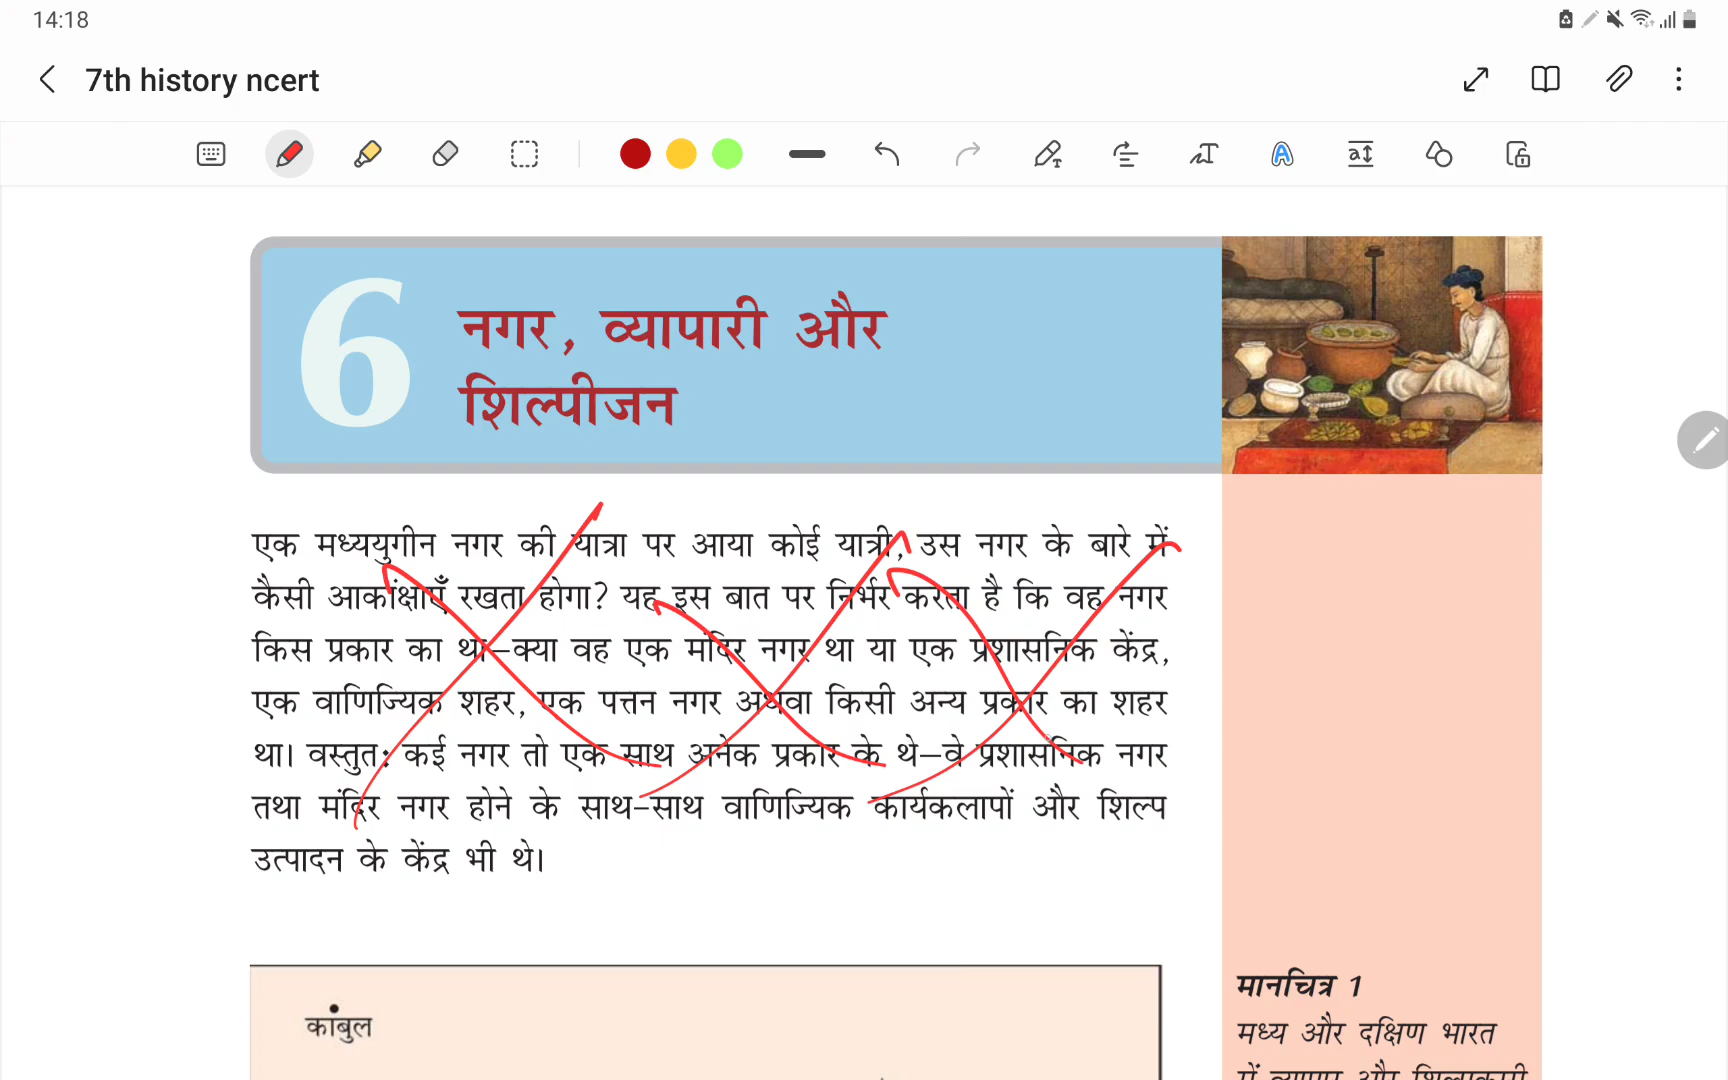 14:18
7th history ncert
6
नगर, व्यापारी और
शिल्पीजन
एक मध्ययुगीन नगर की यात्रा पर आया कोई यात्री, उस नगर के बारे में
कैसी आकांक्षाएँ रखता होगा? यह इस बात पर निर्भर करता है कि वह नगर
किस प्रकार का था–क्या वह एक मंदिर नगर था या एक प्रशासनिक केंद्र,
एक वाणिज्यिक शहर, एक पत्तन नगर अथवा किसी अन्य प्रकार का शहर
था। वस्तुत: कई नगर तो एक साथ अनेक प्रकार के थे–वे प्रशासनिक नगर
तथा मंदिर नगर होने के साथ–साथ वाणिज्यिक कार्यकलापों और शिल्प
उत्पादन के केंद्र भी थे।
काबुल
मानचित्र 1
मध्य और दक्षिण भारत
में व्यापार और शिल्पकारी